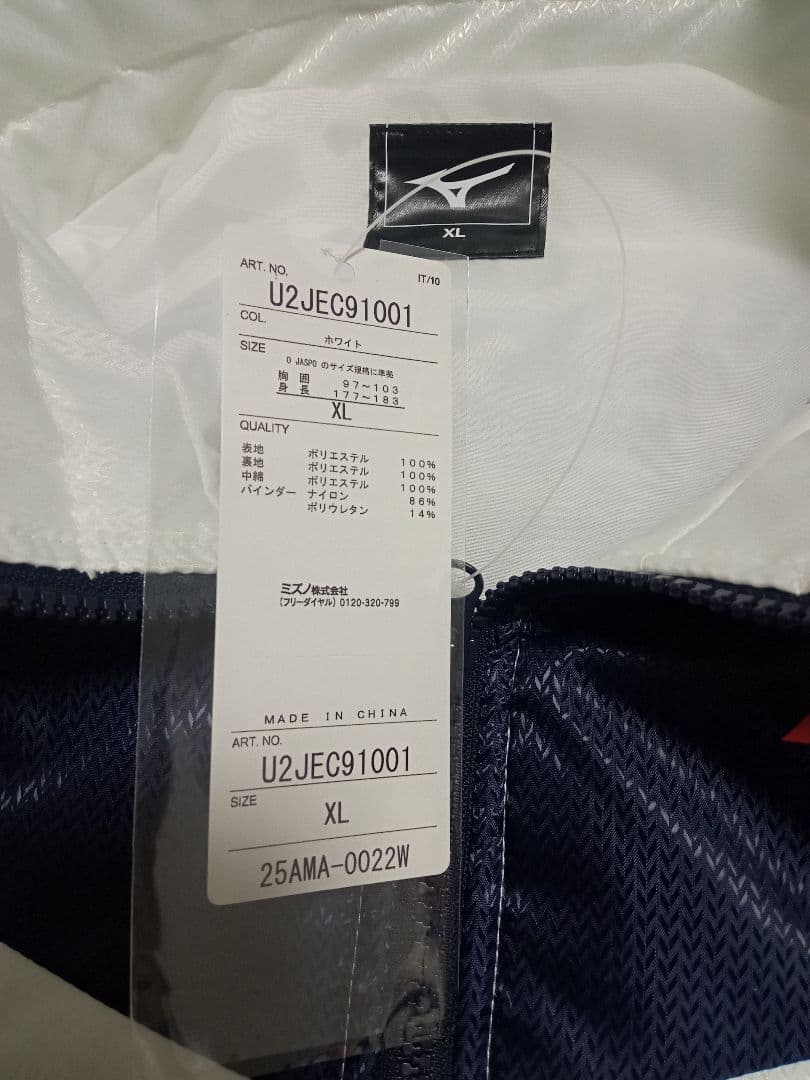 XL
ART. NO.
IT/10
U2JEC91001
COL.
ホワイト
SIZE
O JASPO のサイズ規格に準拠
胸囲 97~103
身長 177~183
XL
QUALITY
表地 ポリエステル 100%
裏地 ポリエステル 100%
中綿 ポリエステル 100%
バインダー ナイロン 86%
ポリウレタン 14%
ミズノ株式会社
(フリーダイヤル) 0120-320-799
MADE IN CHINA
ART. NO.
U2JEC91001
SIZE
XL
25AMA-0022W